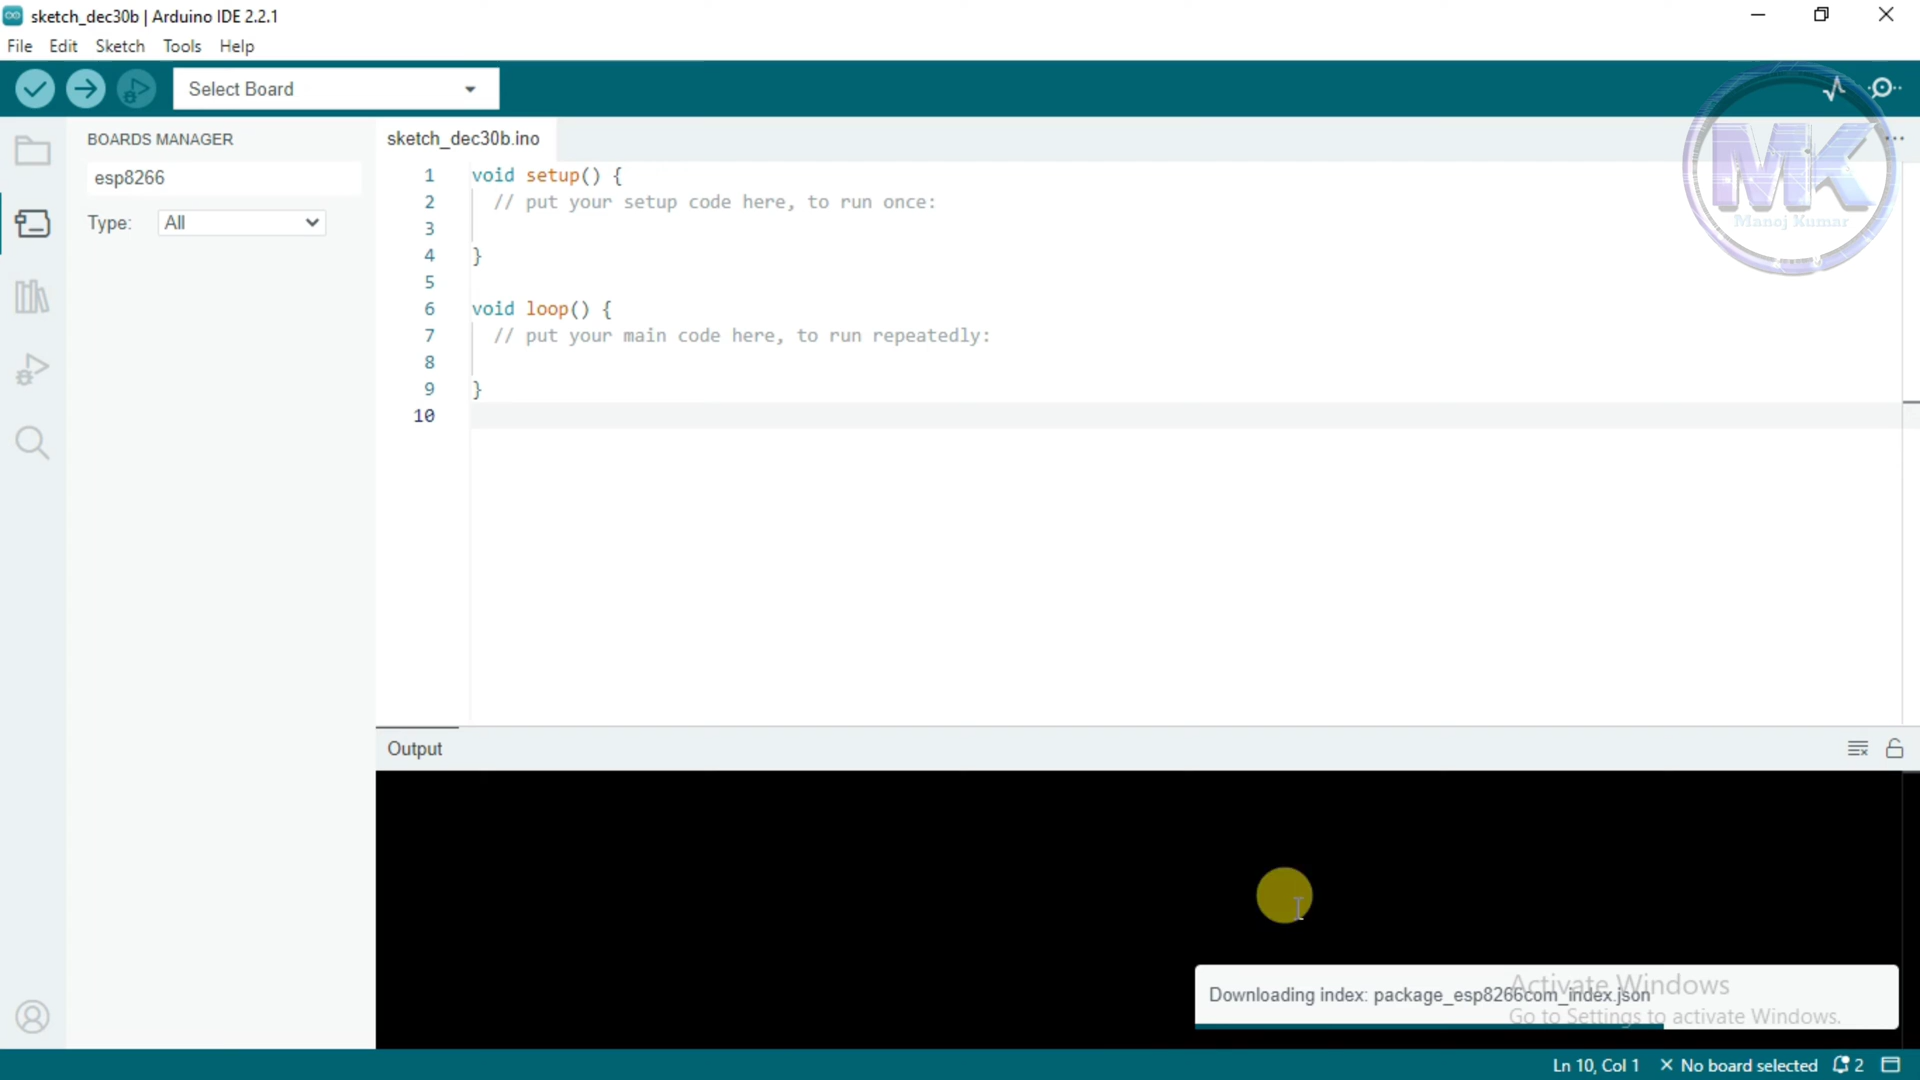 sketch_dec30b | Arduino IDE 2.2.1
File Edit Sketch Tools Help
Select Board
BOARDS MANAGER
esp8266
Type: All
sketch_dec30b.ino
1 void setup() {
2 // put your setup code here, to run once:
3
4 }
5
6 void loop() {
7 // put your main code here, to run repeatedly:
8
9 }
10
MK
Manoj Kumar
Output
Downloading index: package_esp8266com_index.json
Activate Windows
Go to Settings to activate Windows.
Ln 10, Col 1 × No board selected 2